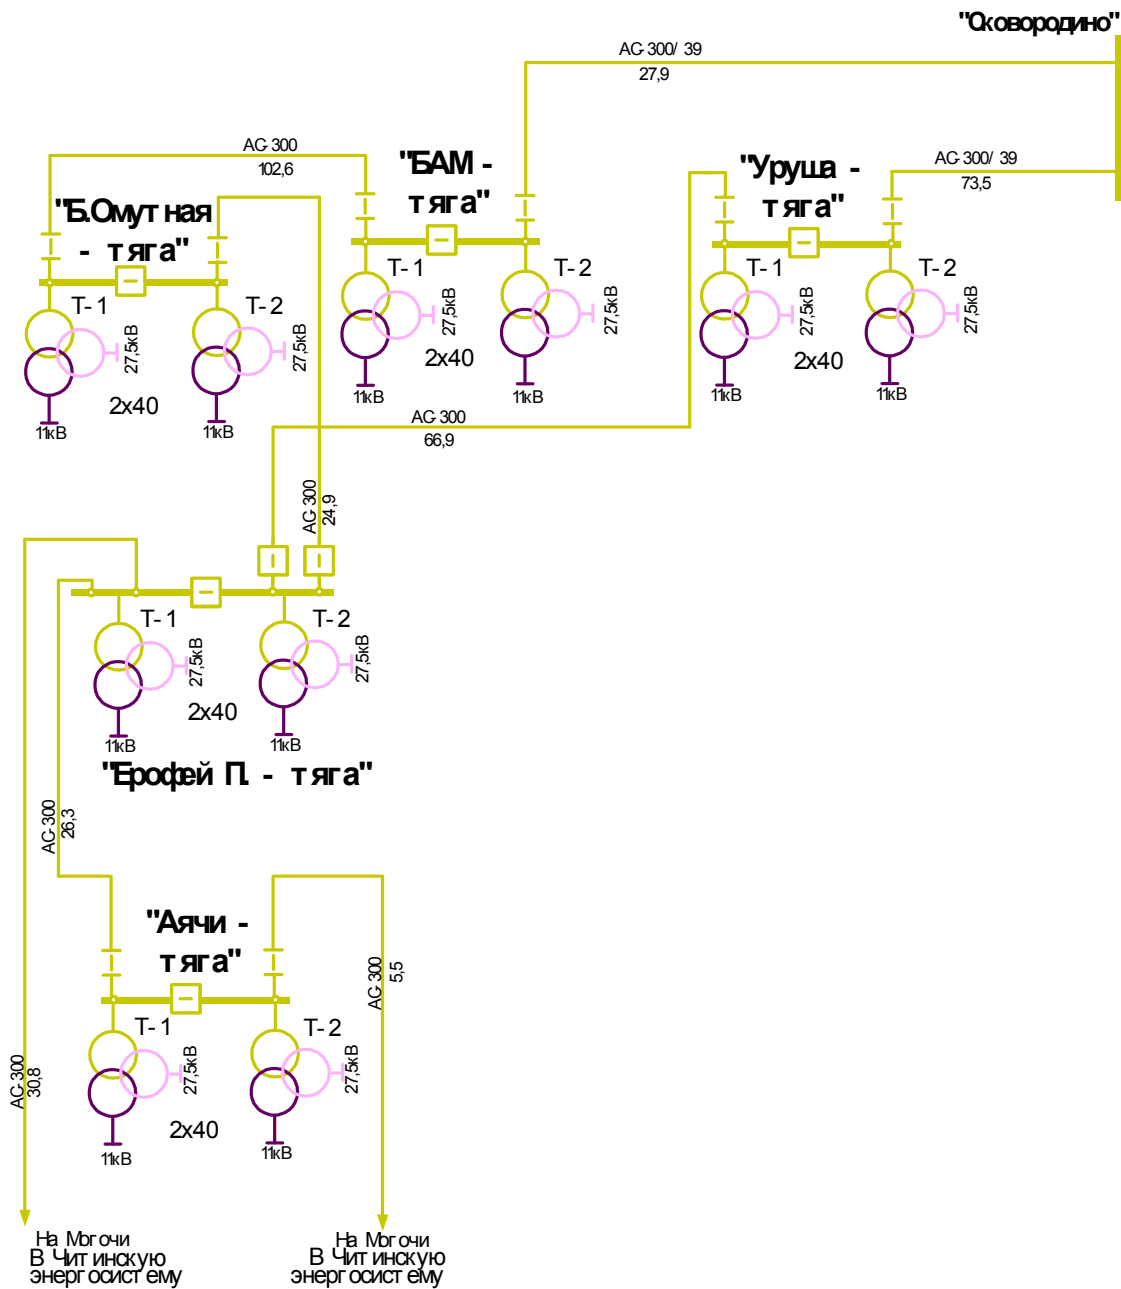 "Сковородино"
АС-300/ 39
27,9
АС-300
102,6
"БАМ -
тяга"
"Уруша -
тяга"
АС-300/ 39
73,5
"Б.Омутная
- тяга"
Т-1
27,5кВ
Т-2
27,5кВ
2х40
11кВ
11кВ
Т-1
27,5кВ
Т-2
27,5кВ
2х40
11кВ
11кВ
Т-1
27,5кВ
Т-2
27,5кВ
2х40
11кВ
11кВ
АС-300
66,9
АС-300
24,9
Т-1
27,5кВ
Т-2
27,5кВ
2х40
11кВ
11кВ
"Ерофей П. - тяга"
АС-300
26,3
"Аячи -
тяга"
АС-300
5,5
АС-300
30,8
Т-1
27,5кВ
Т-2
27,5кВ
2х40
11кВ
11кВ
На Могочи
В Читинскую
энергосистему
На Могочи
В Читинскую
энергосистему